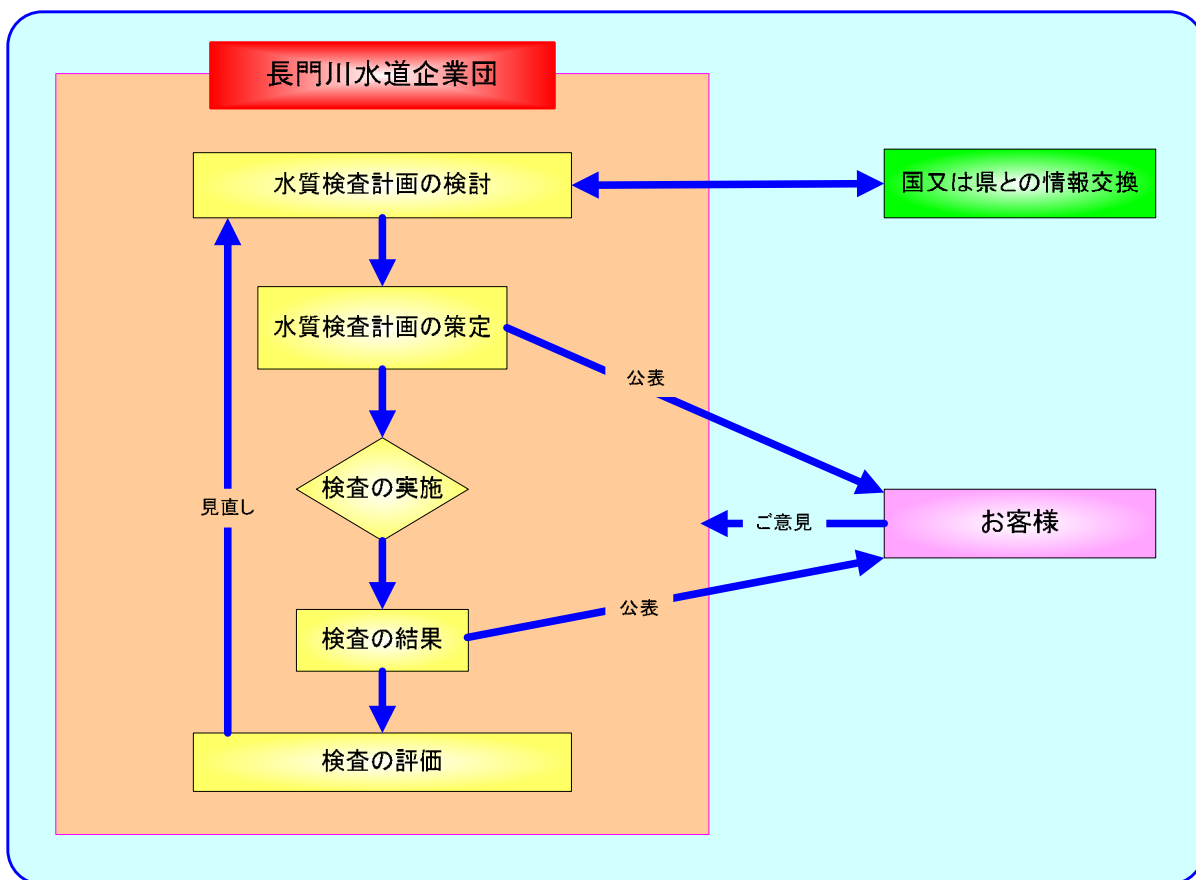 長門川水道企業団
水質検査計画の検討
国又は県との情報交換
水質検査計画の策定
公表
検査の実施
見直し
ご意見
お客様
公表
検査の結果
検査の評価